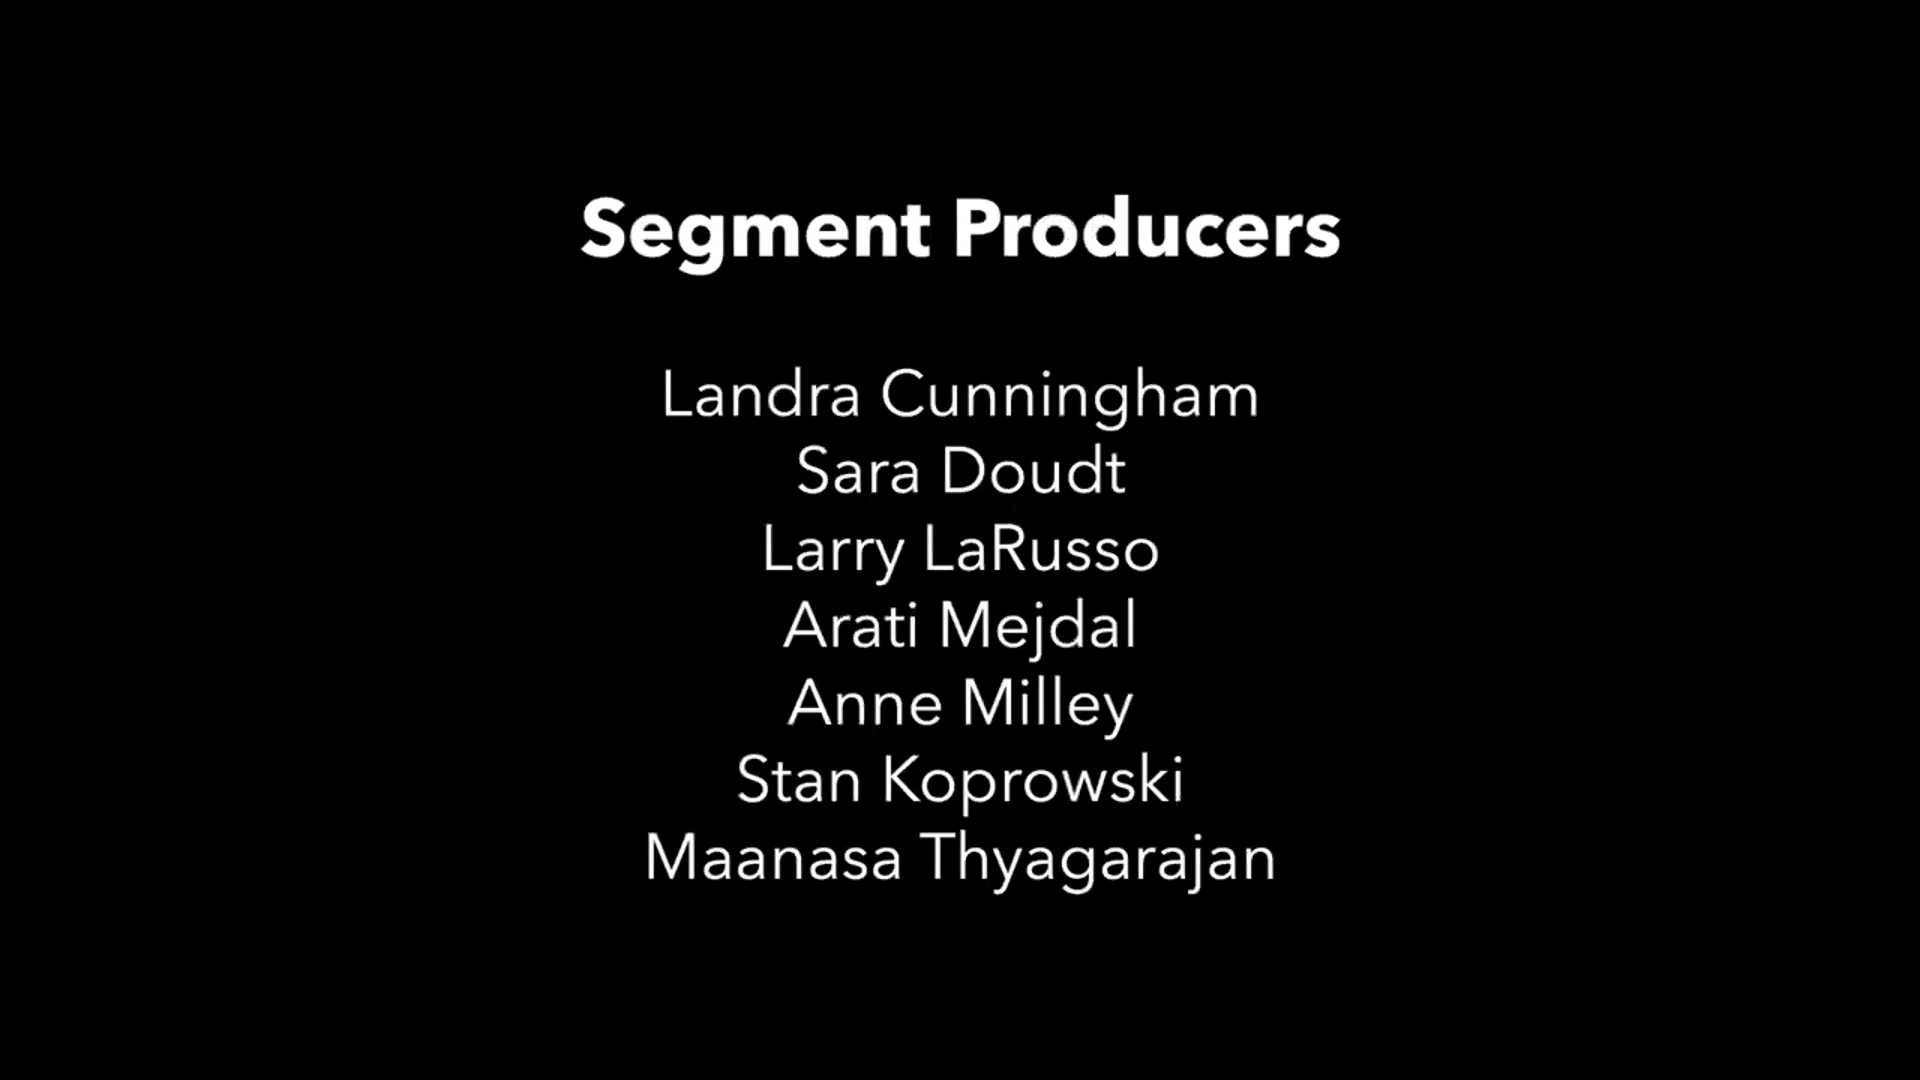 Segment Producers
Landra Cunningham
Sara Doudt
Larry LaRusso
Arati Mejdal
Anne Milley
Stan Koprowski
Maanasa Thyagarajan